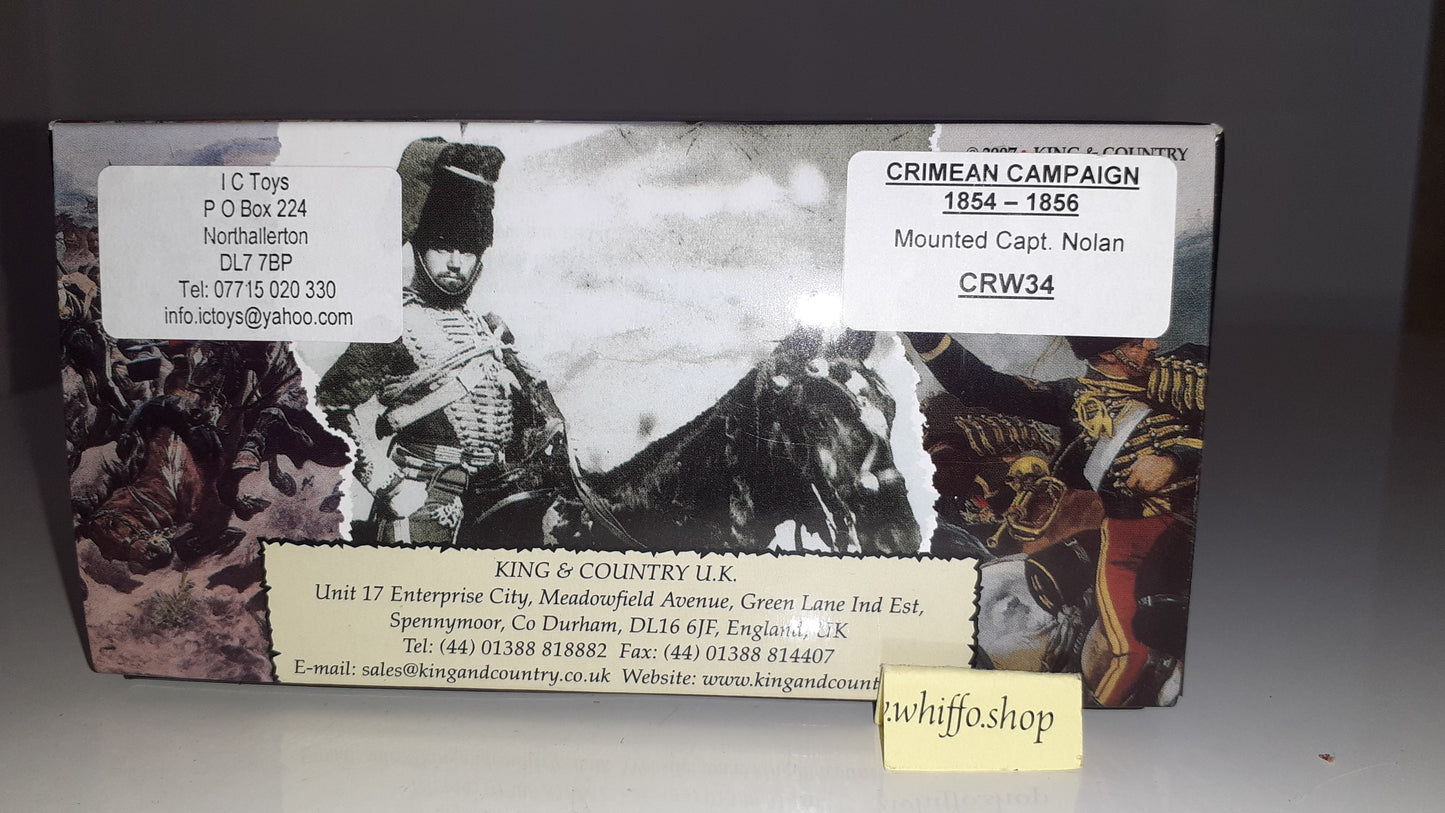 I C Toys
P O Box 224
Northallerton
DL7 7BP
Tel: 07715 020 330
info.ictoys@yahoo.com
© 2007 • KING & COUNTRY
CRIMEAN CAMPAIGN
1854 – 1856
Mounted Capt. Nolan
CRW34
KING & COUNTRY U.K.
Unit 17 Enterprise City, Meadowfield Avenue, Green Lane Ind Est,
Spennymoor, Co Durham, DL16 6JF, England, UK
Tel: (44) 01388 818882 Fax: (44) 01388 814407
E-mail: sales@kingandcountry.co.uk Website: www.kingandcount
.whiffo.shop